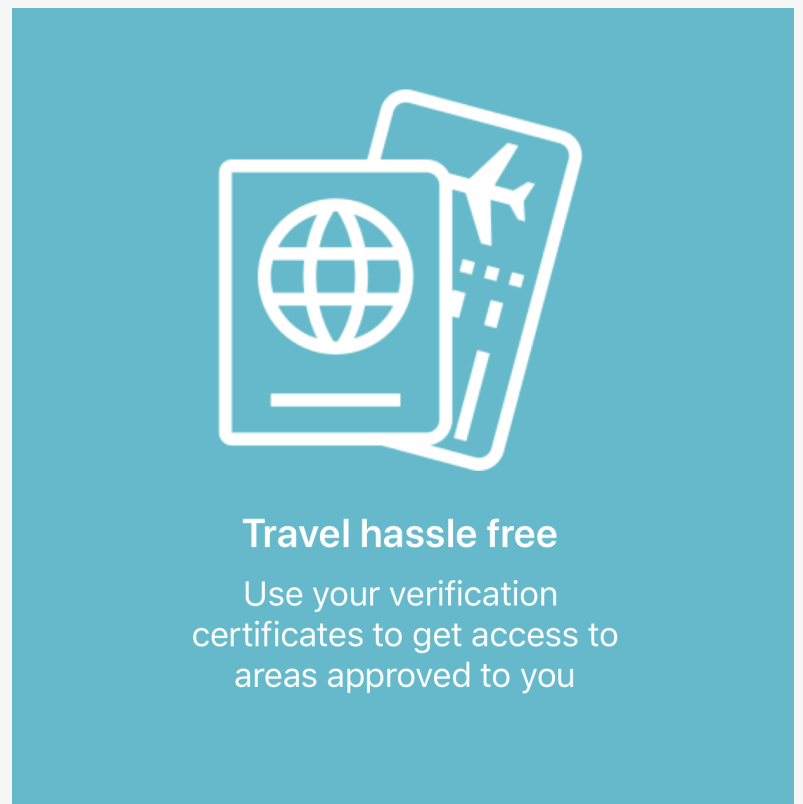 Travel hassle free
Use your verification
certificates to get access to
areas approved to you